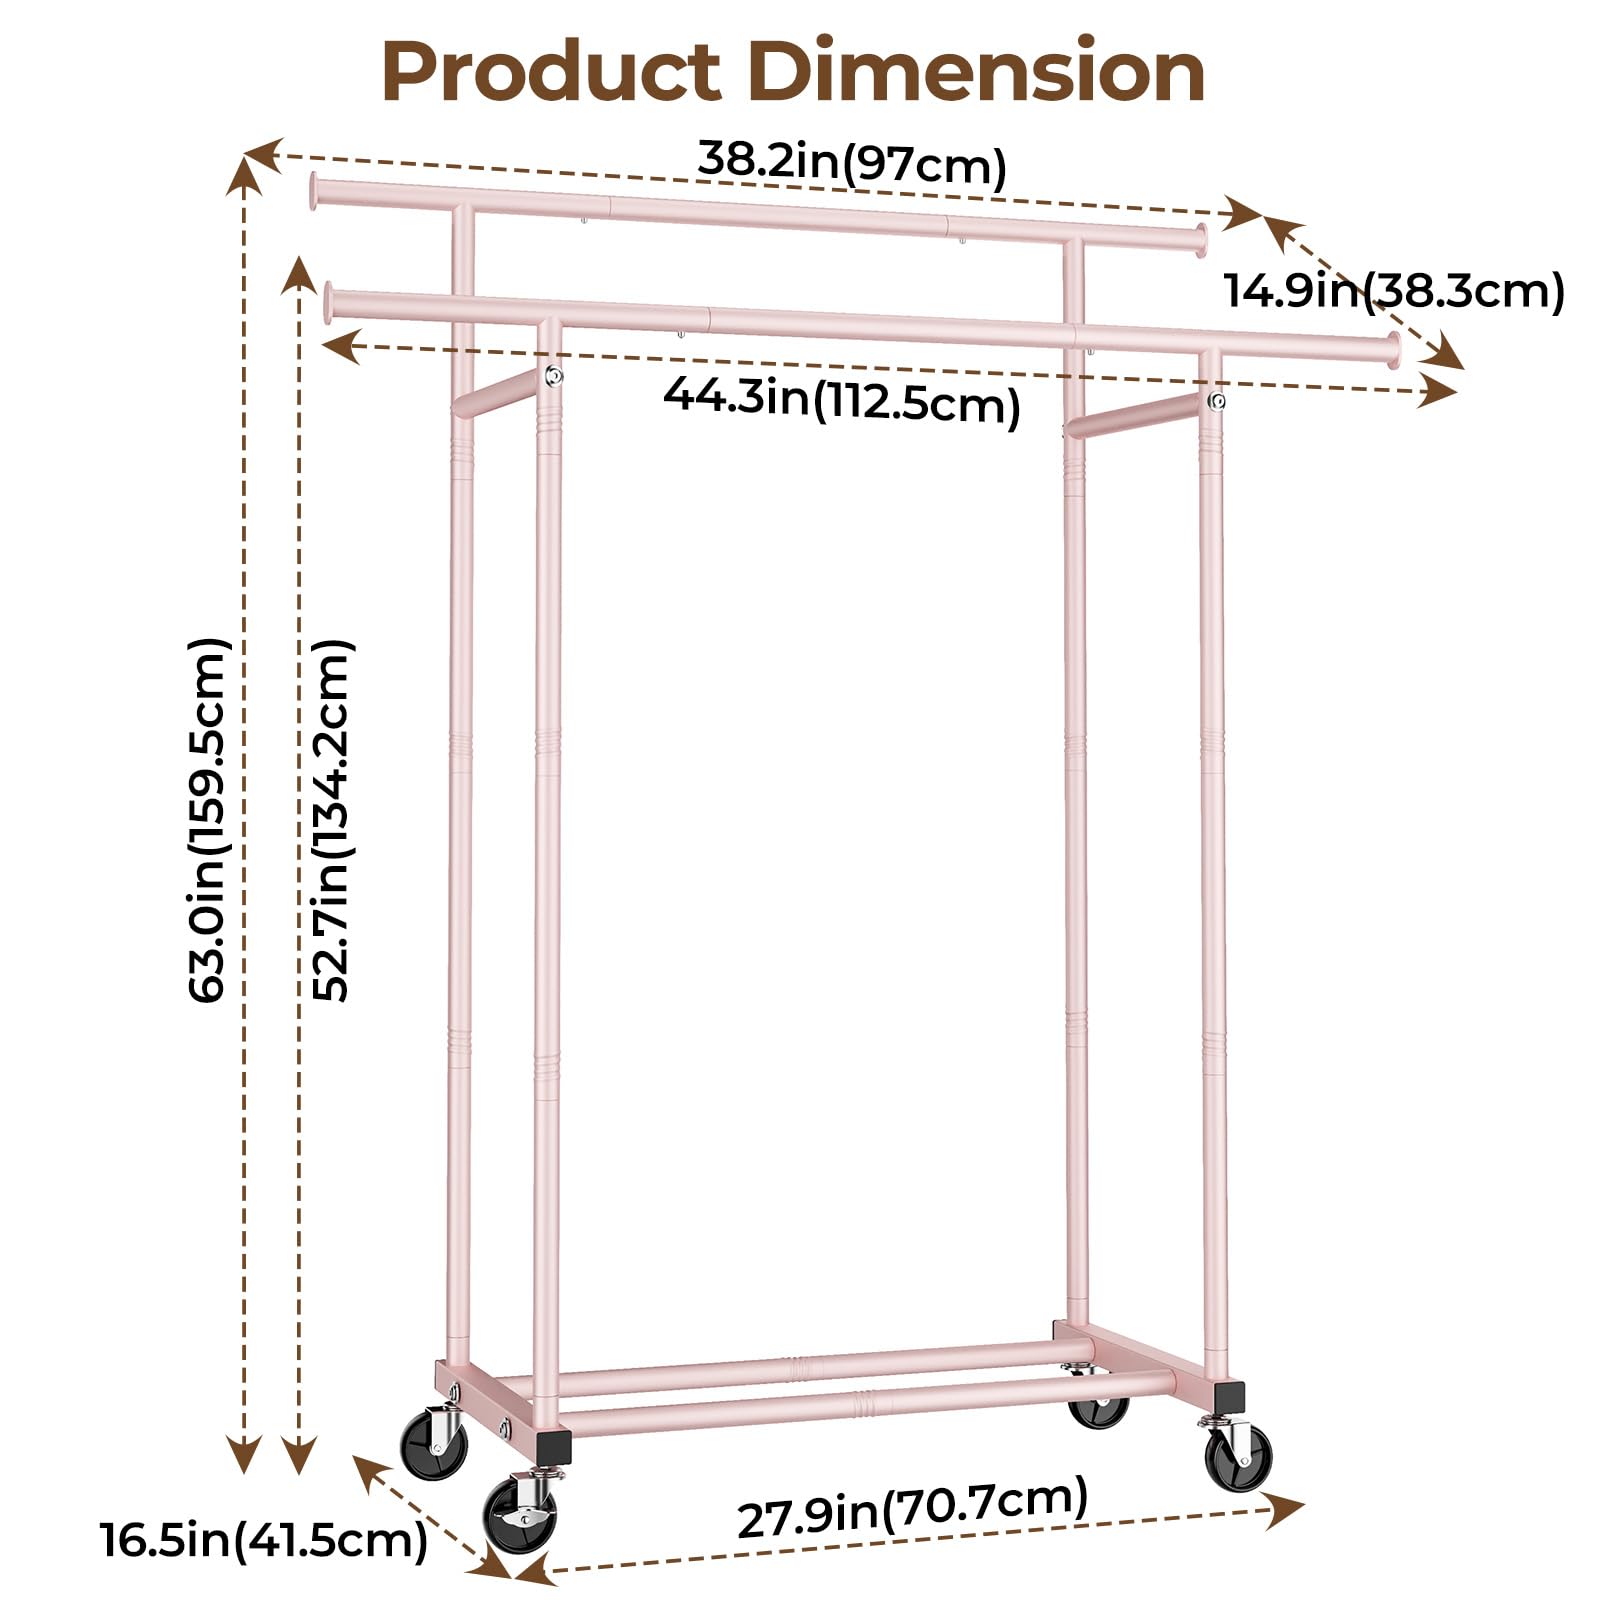 Product Dimension
38.2in(97cm)
14.9in(38.3cm)
44.3in(112.5cm)
63.0in(159.5cm)
52.7in(134.2cm)
27.9in(70.7cm)
16.5in(41.5cm)